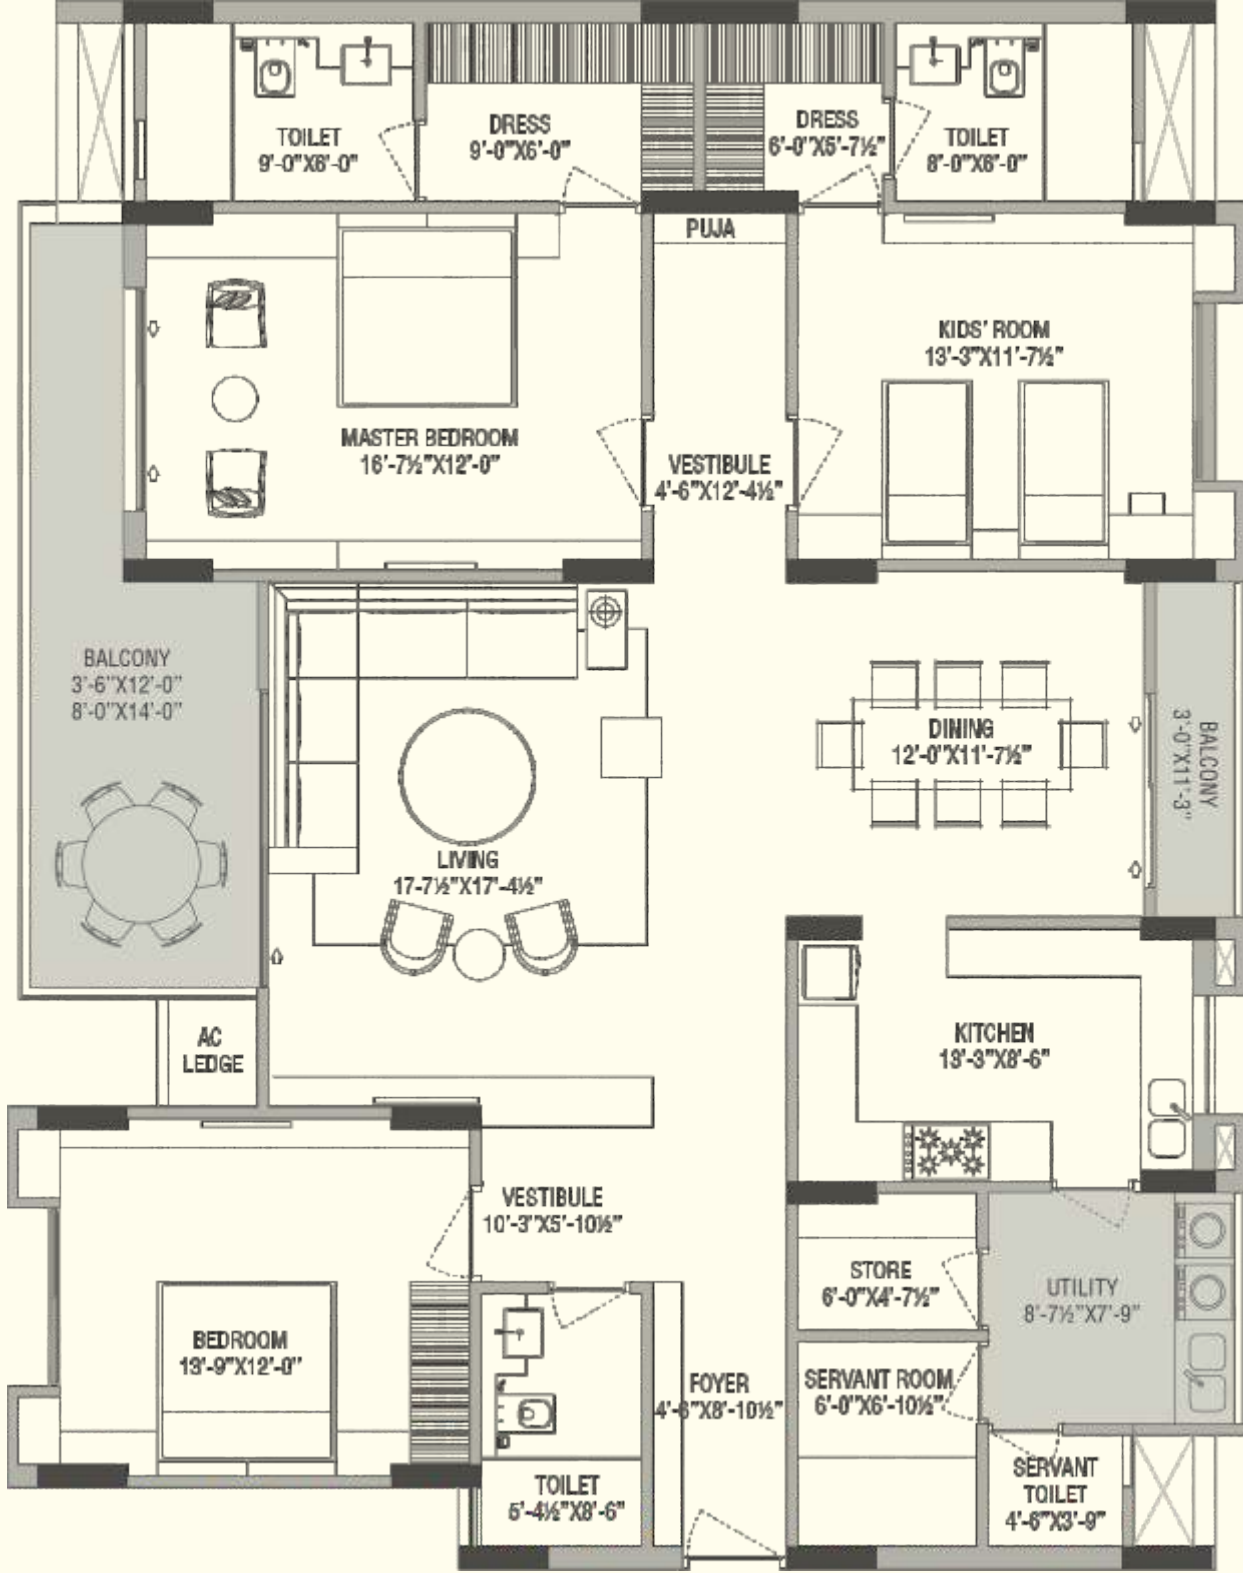 TOILET
9'-0"X6'-0"
DRESS
9'-0"X6'-0"
DRESS
6'-0"X5'-7½"
TOILET
8'-0"X6'-0"
PUJA
KIDS' ROOM
13'-3"X11'-7½"
MASTER BEDROOM
16'-7½"X12'-0"
VESTIBULE
4'-6"X12'-4½"
BALCONY
3'-6"X12'-0"
8'-0"X14'-0"
DINING
12'-0"X11'-7½"
BALCONY
3'-0"X11'-3"
LIVING
17-7½"X17'-4½"
AC
LEDGE
KITCHEN
13'-3"X8'-6"
VESTIBULE
10'-3"X5'-10½"
STORE
6'-0"X4'-7½"
UTILITY
8'-7½"X7'-9"
BEDROOM
13'-9"X12'-0"
FOYER
4'-6"X8'-10½"
SERVANT ROOM
6'-0"X6'-10½"
TOILET
5'-4½"X8'-6"
SERVANT
TOILET
4'-6"X3'-9"